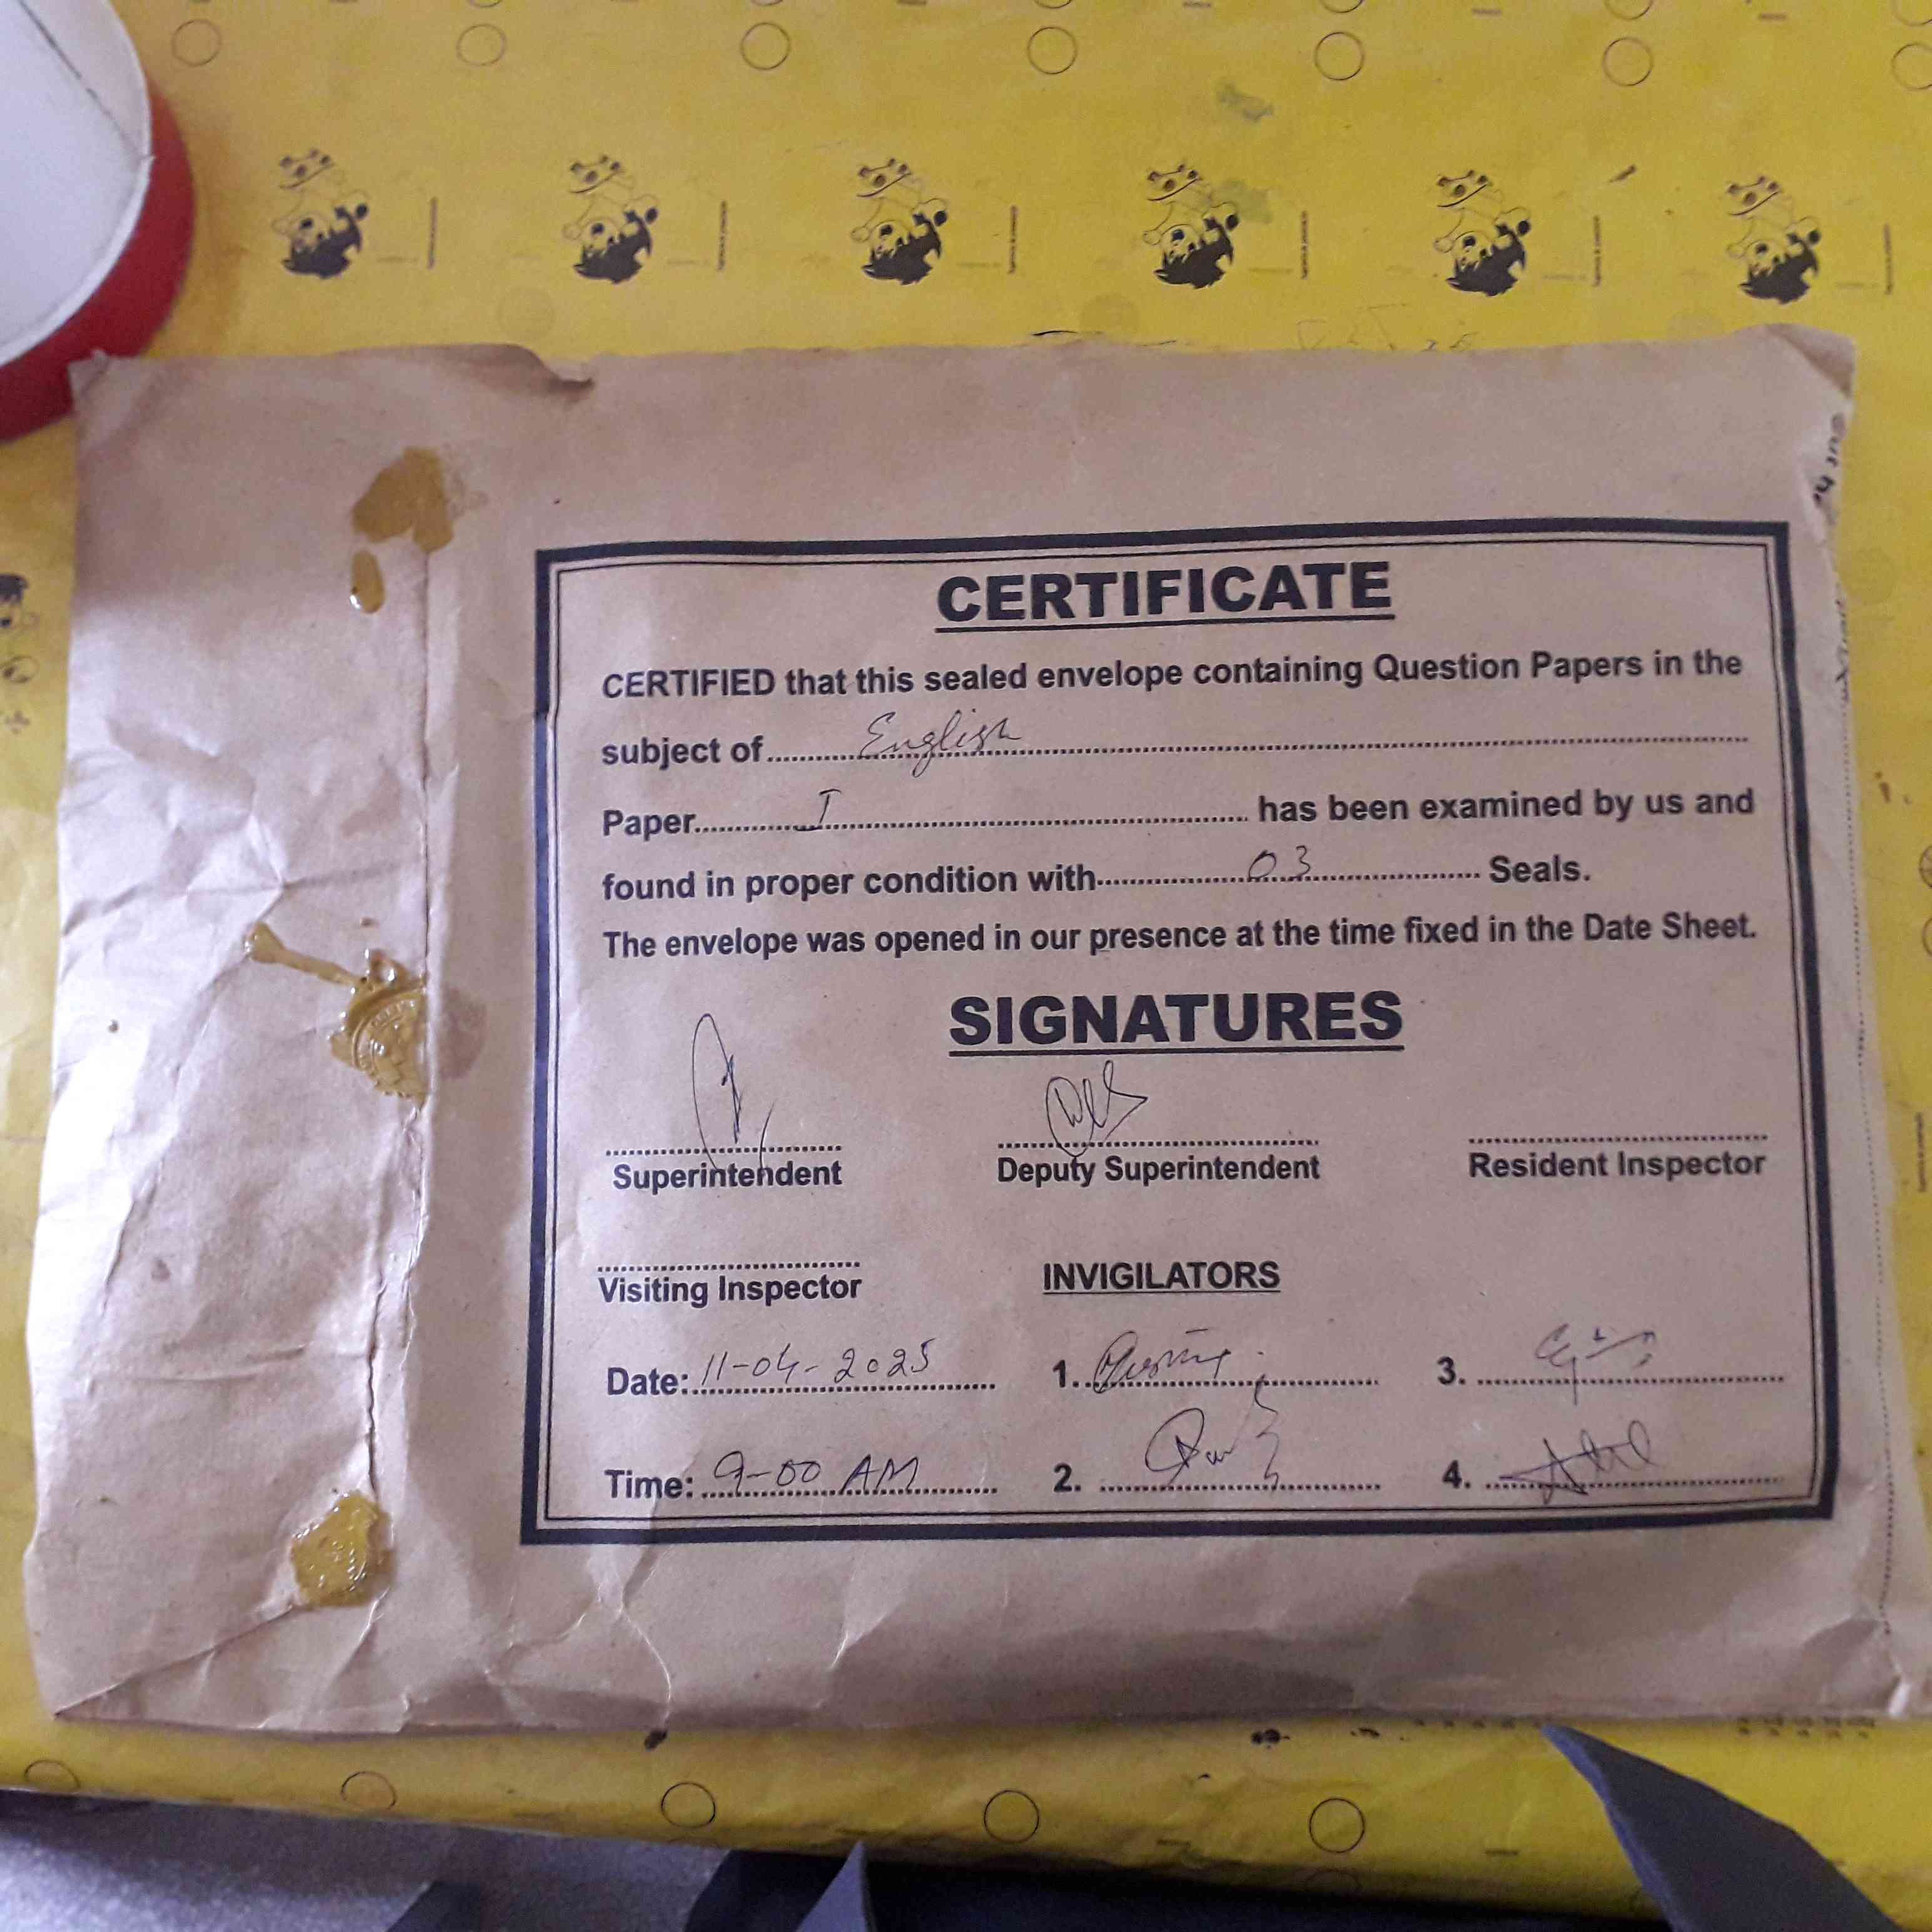 CERTIFICATE
CERTIFIED that this sealed envelope containing Question Papers in the
subject of English
Paper I has been examined by us and
found in proper condition with 03 Seals.
The envelope was opened in our presence at the time fixed in the Date Sheet.
SIGNATURES
Superintendent Deputy Superintendent Resident Inspector
Visiting Inspector INVIGILATORS
Date: 11-04-2025 1. 3.
Time: 9-00 AM 2. 4.